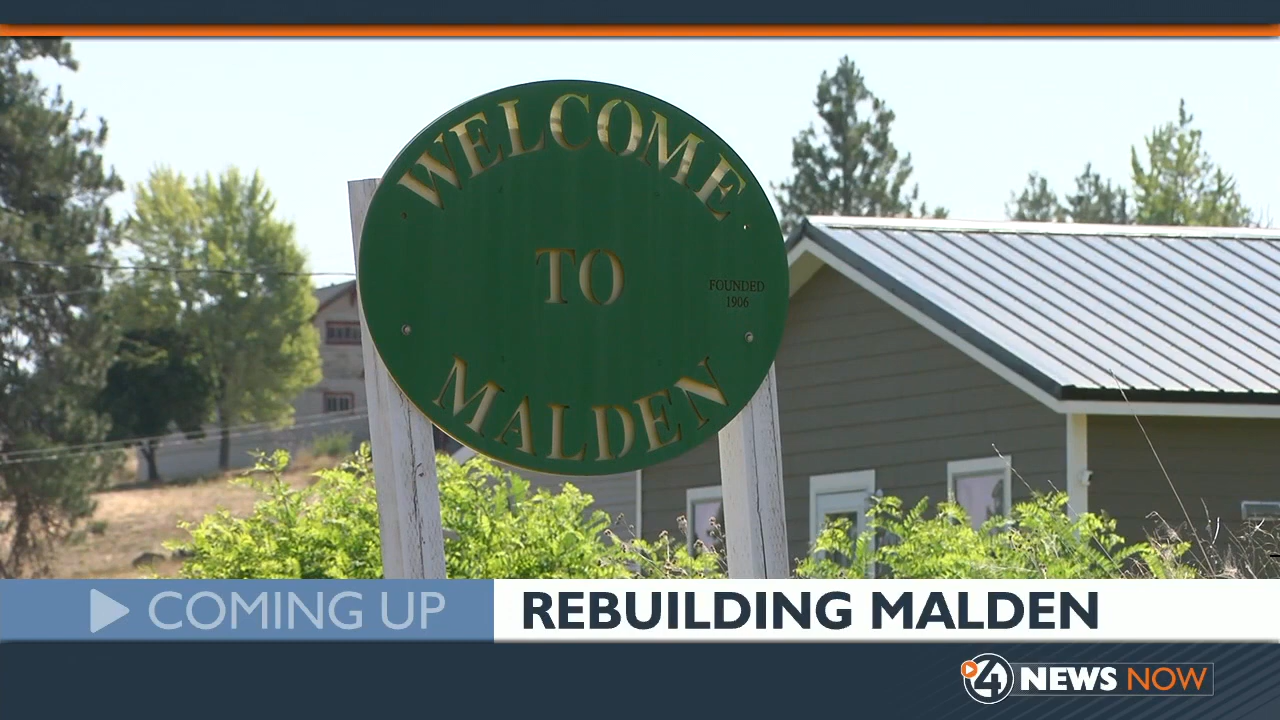 WELCOME
TO
FOUNDED
1906
MALDEN
COMING UP
REBUILDING MALDEN
4 NEWS NOW